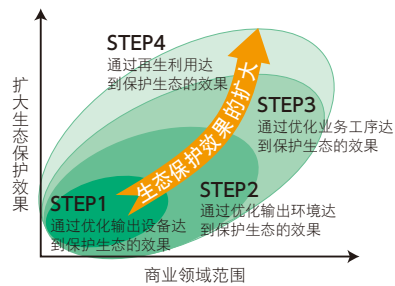 STEP4
通过再生利用达
到保护生态的效果
STEP3
通过优化业务工序达
到保护生态的效果
生态保护效果的扩大
STEP2
通过优化输出环境达
到保护生态的效果
STEP1
通过优化输出设备达
到保护生态的效果
扩大生态保护效果
商业领域范围